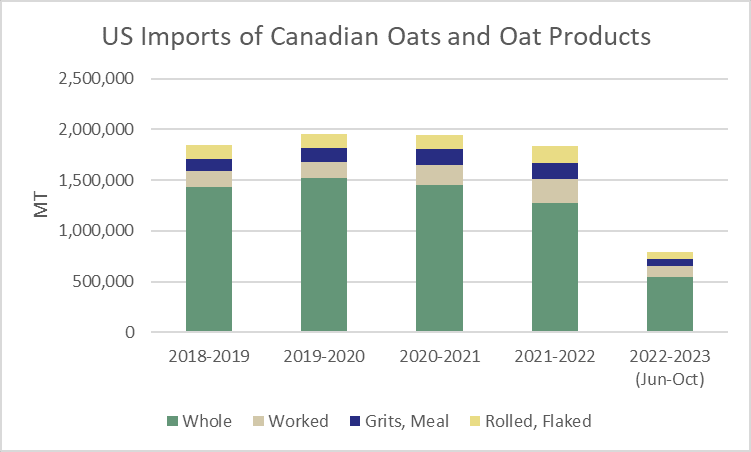 US Imports of Canadian Oats and Oat Products
2,500,000
2,000,000
1,500,000
1,000,000
500,000
0
MT
2018-2019 2019-2020 2020-2021 2021-2022 2022-2023
(Jun-Oct)
Whole Worked Grits, Meal Rolled, Flaked